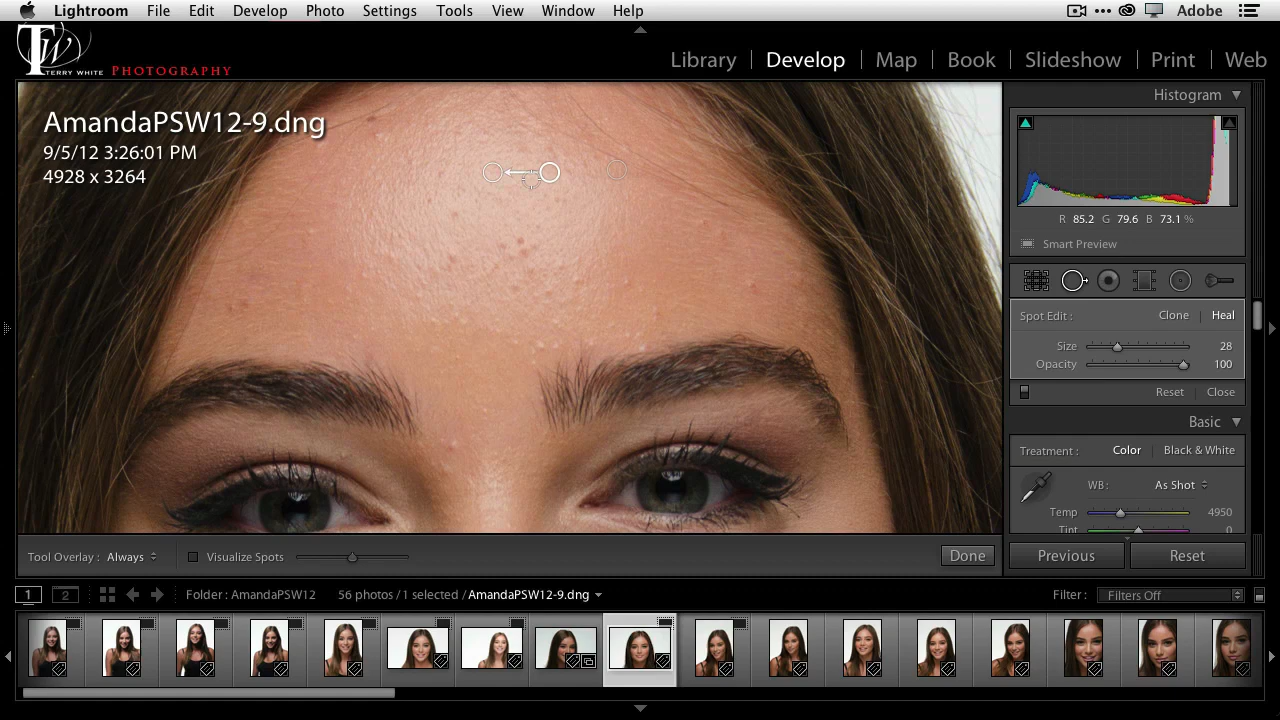 Lightroom File Edit Develop Photo Settings Tools View Window Help Adobe
TW
TERRY WHITE PHOTOGRAPHY
Library Develop Map Book Slideshow Print Web
AmandaPSW12-9.dng
9/5/12 3:26:01 PM
4928 x 3264
Histogram
R 85.2 G 79.6 B 73.1 %
Smart Preview
Spot Edit : Clone Heal
Size 28
Opacity 100
Reset Close
Basic
Treatment : Color Black & White
WB: As Shot
Temp 4950
Tint 0
Tool Overlay : Always Visualize Spots Done
Previous Reset
1 2 Folder : AmandaPSW12 56 photos / 1 selected / AmandaPSW12-9.dng Filter : Filters Off